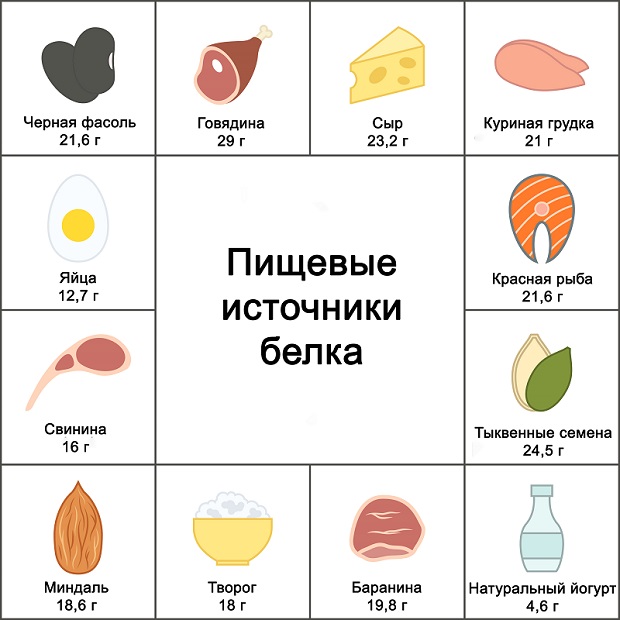 Черная фасоль
21,6 г
Говядина
29 г
Сыр
23,2 г
Куриная грудка
21 г
Яйца
12,7 г
Пищевые
источники
белка
Красная рыба
21,6 г
Свинина
16 г
Тыквенные семена
24,5 г
Миндаль
18,6 г
Творог
18 г
Баранина
19,8 г
Натуральный йогурт
4,6 г